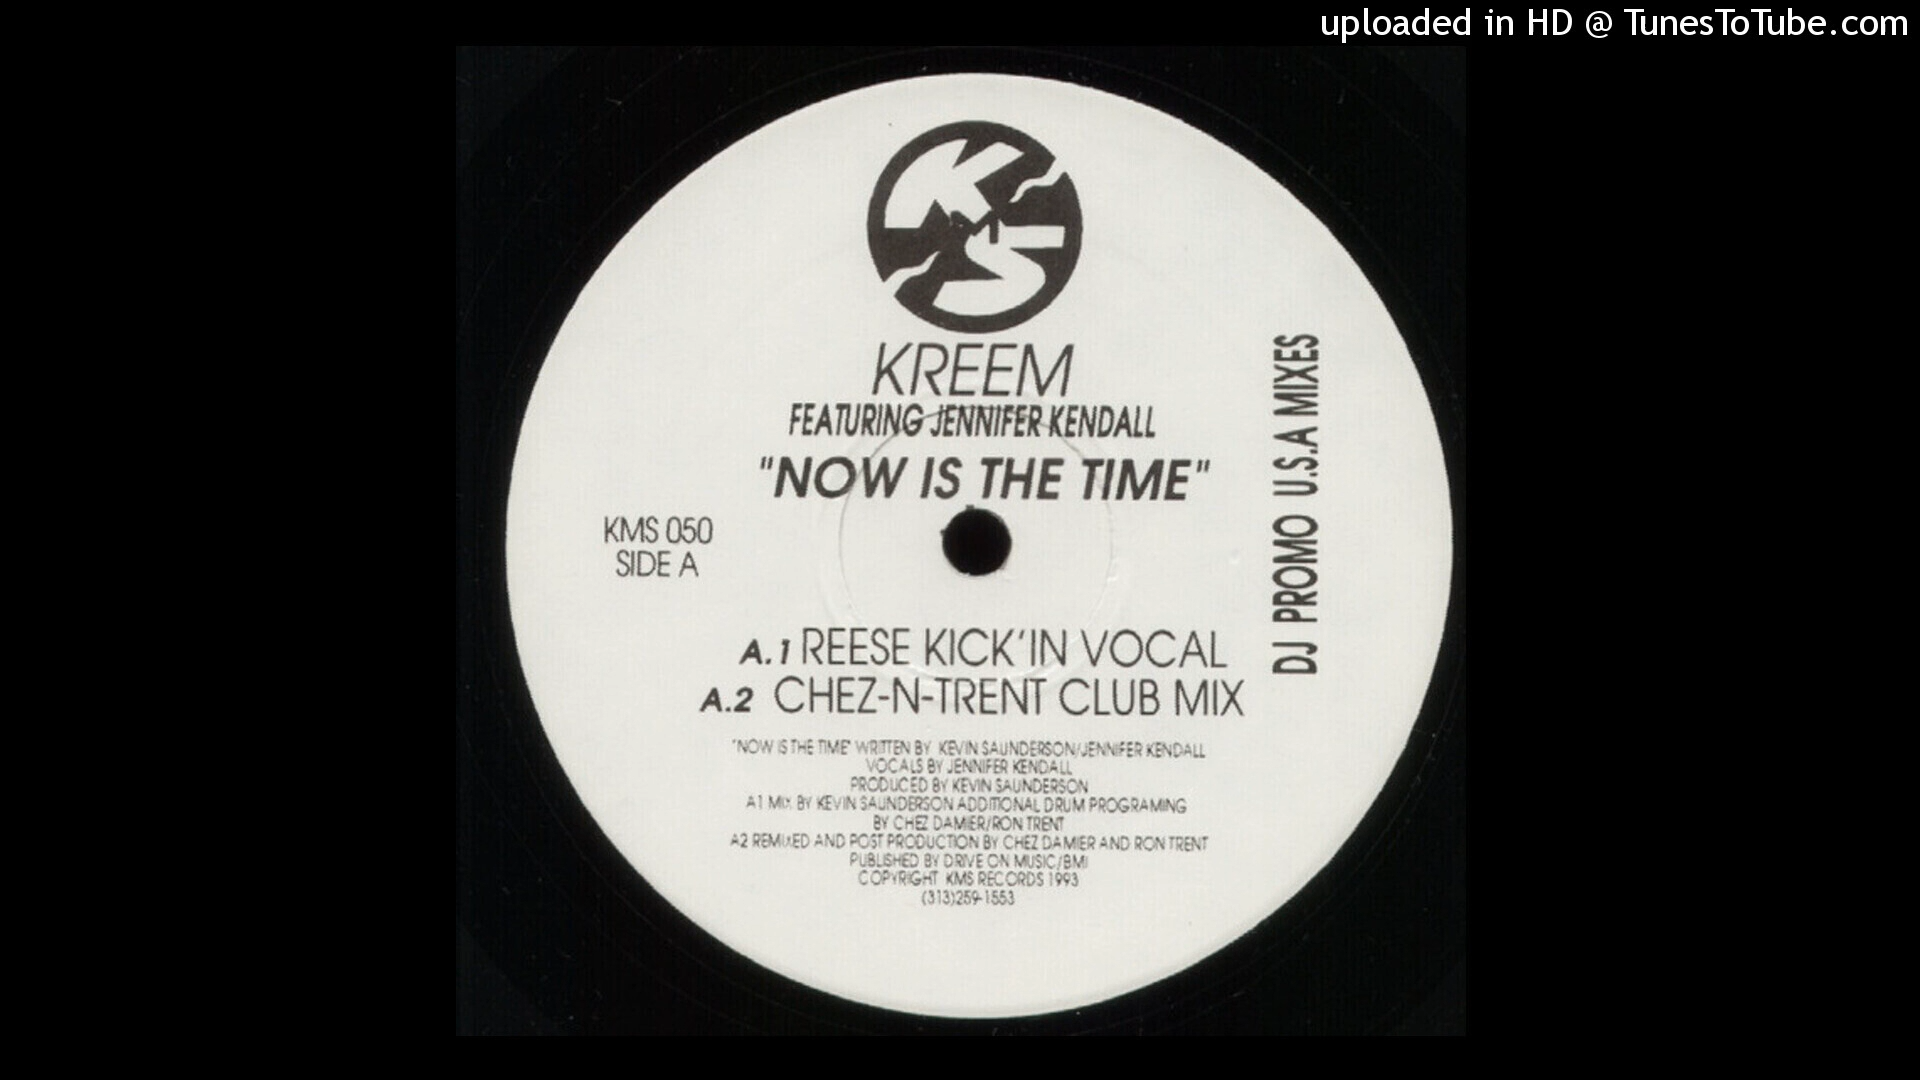 uploaded in HD @ TunesToTube.com
KMS
KREEM
FEATURING JENNIFER KENDALL
"NOW IS THE TIME"
KMS 050
SIDE A
DJ PROMO U.S.A MIXES
A.1 REESE KICK'IN VOCAL
A.2 CHEZ-N-TRENT CLUB MIX
"NOW IS THE TIME" WRITTEN BY KEVIN SAUNDERSON/JENNIFER KENDALL
VOCALS BY JENNIFER KENDALL
PRODUCED BY KEVIN SAUNDERSON
A1 MIX BY KEVIN SAUNDERSON ADDITIONAL DRUM PROGRAMING
BY CHEZ DAMIER/RON TRENT
A2 REMIXED AND POST PRODUCTION BY CHEZ DAMIER AND RON TRENT
PUBLISHED BY DRIVE ON MUSIC/BMI
COPYRIGHT KMS RECORDS 1993
(313)259-1553